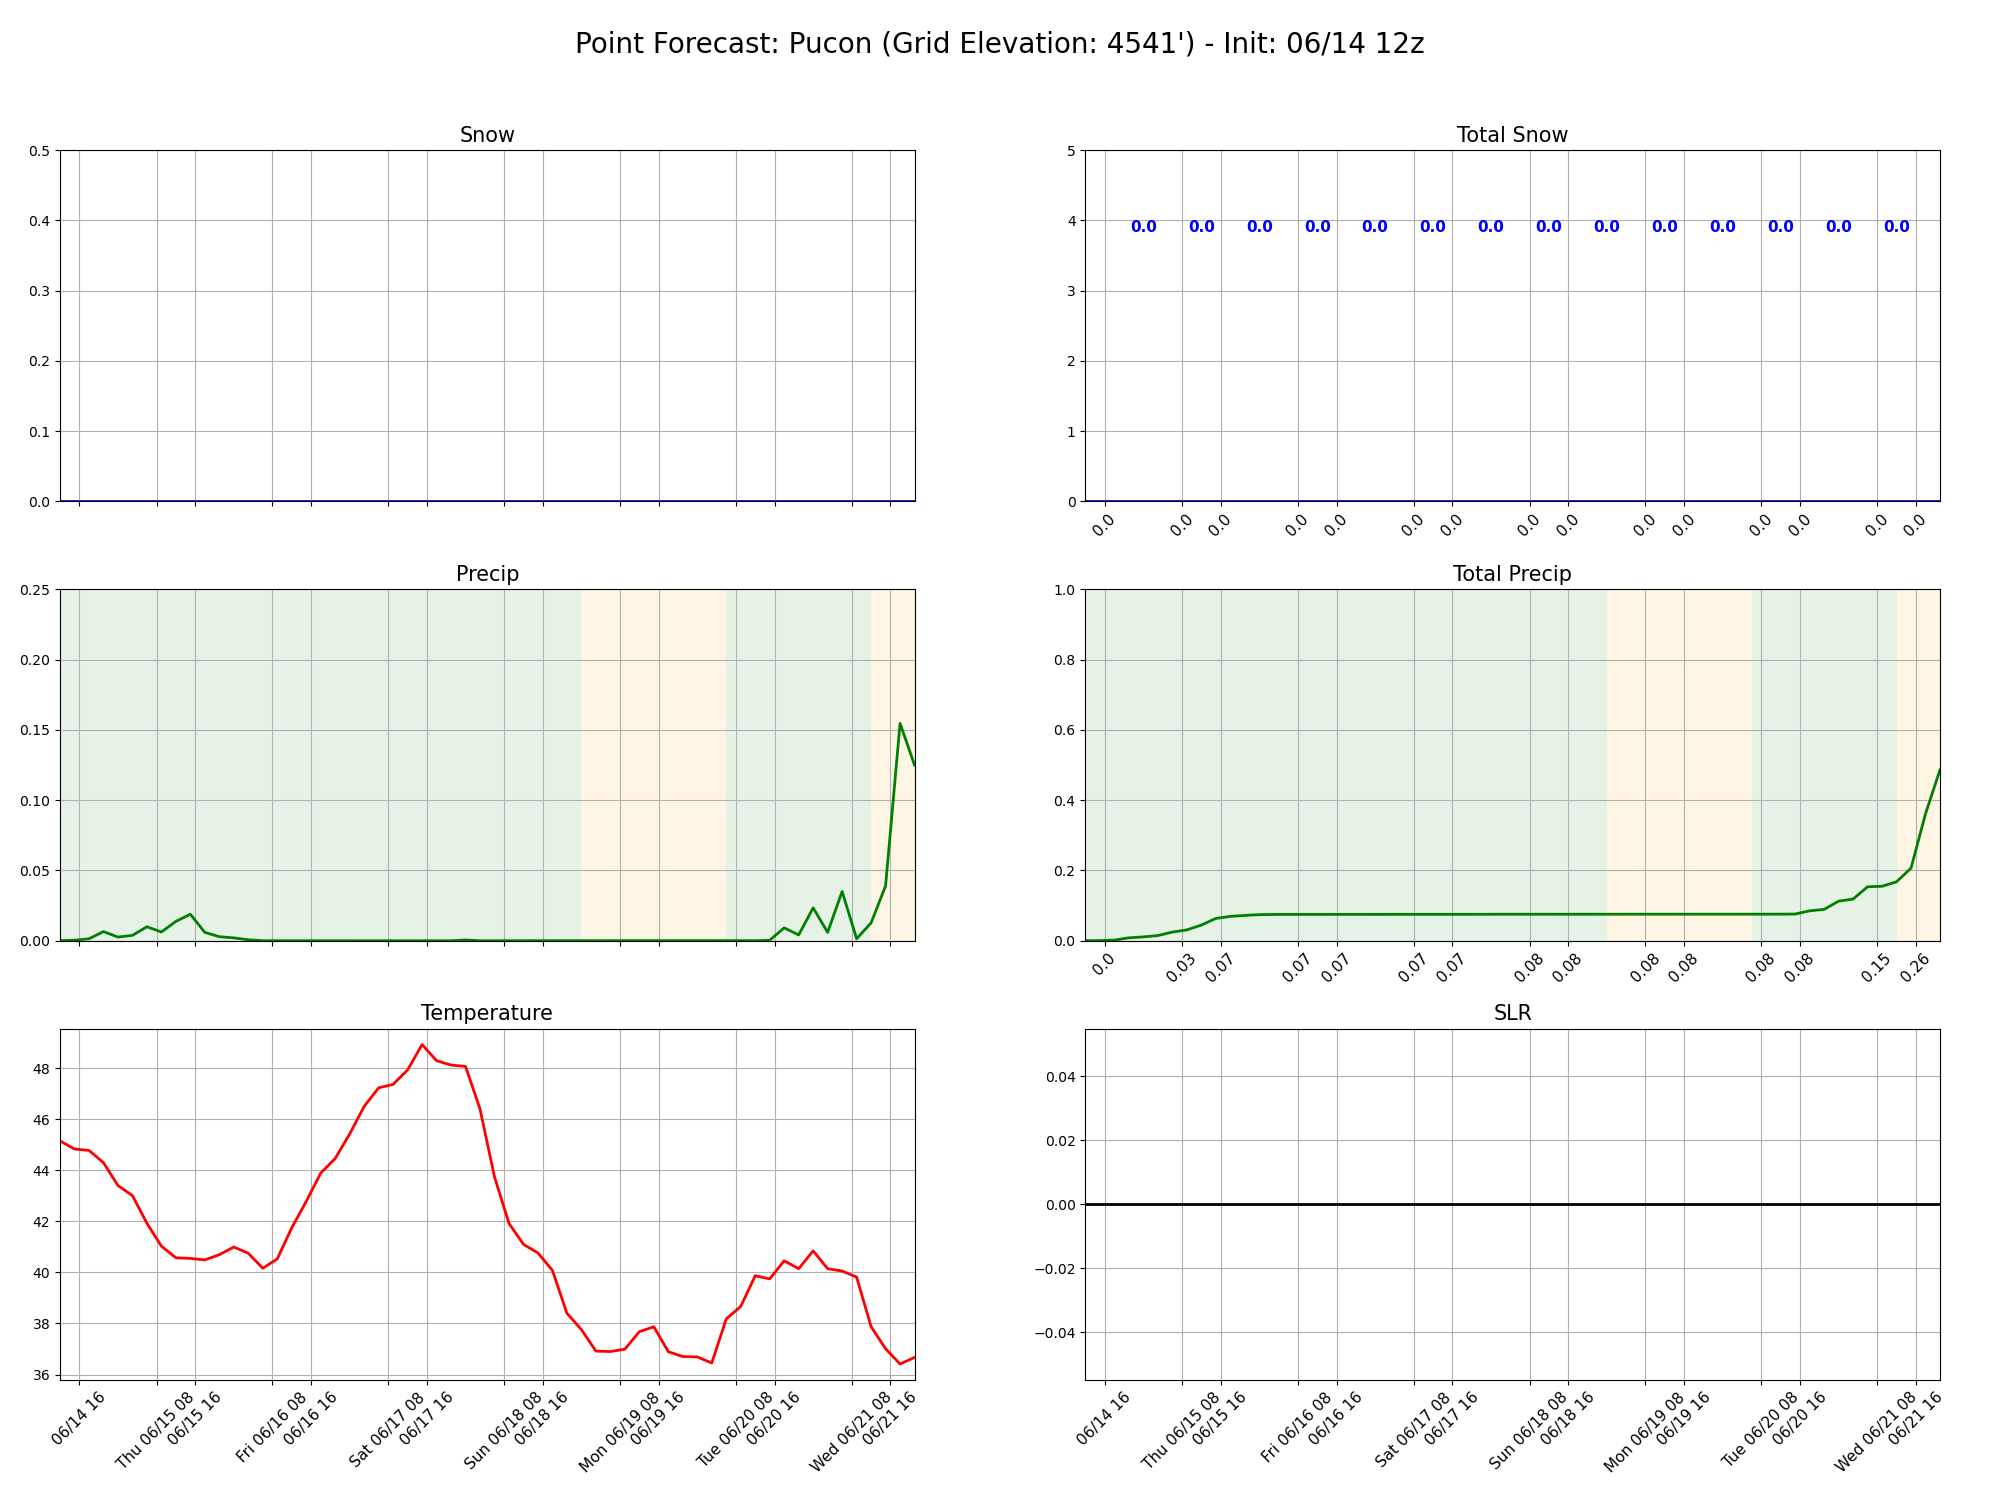 Point Forecast: Pucon (Grid Elevation: 4541') - Init: 06/14 12z
Snow
0.5
0.4
0.3
0.2
0.1
0.0
Total Snow
5
4
3
2
1
0
0.0 0.0 0.0 0.0 0.0 0.0 0.0 0.0 0.0 0.0 0.0 0.0 0.0 0.0
0.0 0.0 0.0 0.0 0.0 0.0 0.0 0.0 0.0 0.0 0.0 0.0 0.0 0.0 0.0
Precip
0.25
0.20
0.15
0.10
0.05
0.00
Total Precip
1.0
0.8
0.6
0.4
0.2
0.0
0.0 0.03 0.07 0.07 0.07 0.07 0.07 0.08 0.08 0.08 0.08 0.08 0.08 0.15 0.26
Temperature
48
46
44
42
40
38
36
06/14 16
Thu 06/15 08
06/15 16
Fri 06/16 08
06/16 16
Sat 06/17 08
06/17 16
Sun 06/18 08
06/18 16
Mon 06/19 08
06/19 16
Tue 06/20 08
06/20 16
Wed 06/21 08
06/21 16
SLR
0.04
0.02
0.00
−0.02
−0.04
06/14 16
Thu 06/15 08
06/15 16
Fri 06/16 08
06/16 16
Sat 06/17 08
06/17 16
Sun 06/18 08
06/18 16
Mon 06/19 08
06/19 16
Tue 06/20 08
06/20 16
Wed 06/21 08
06/21 16